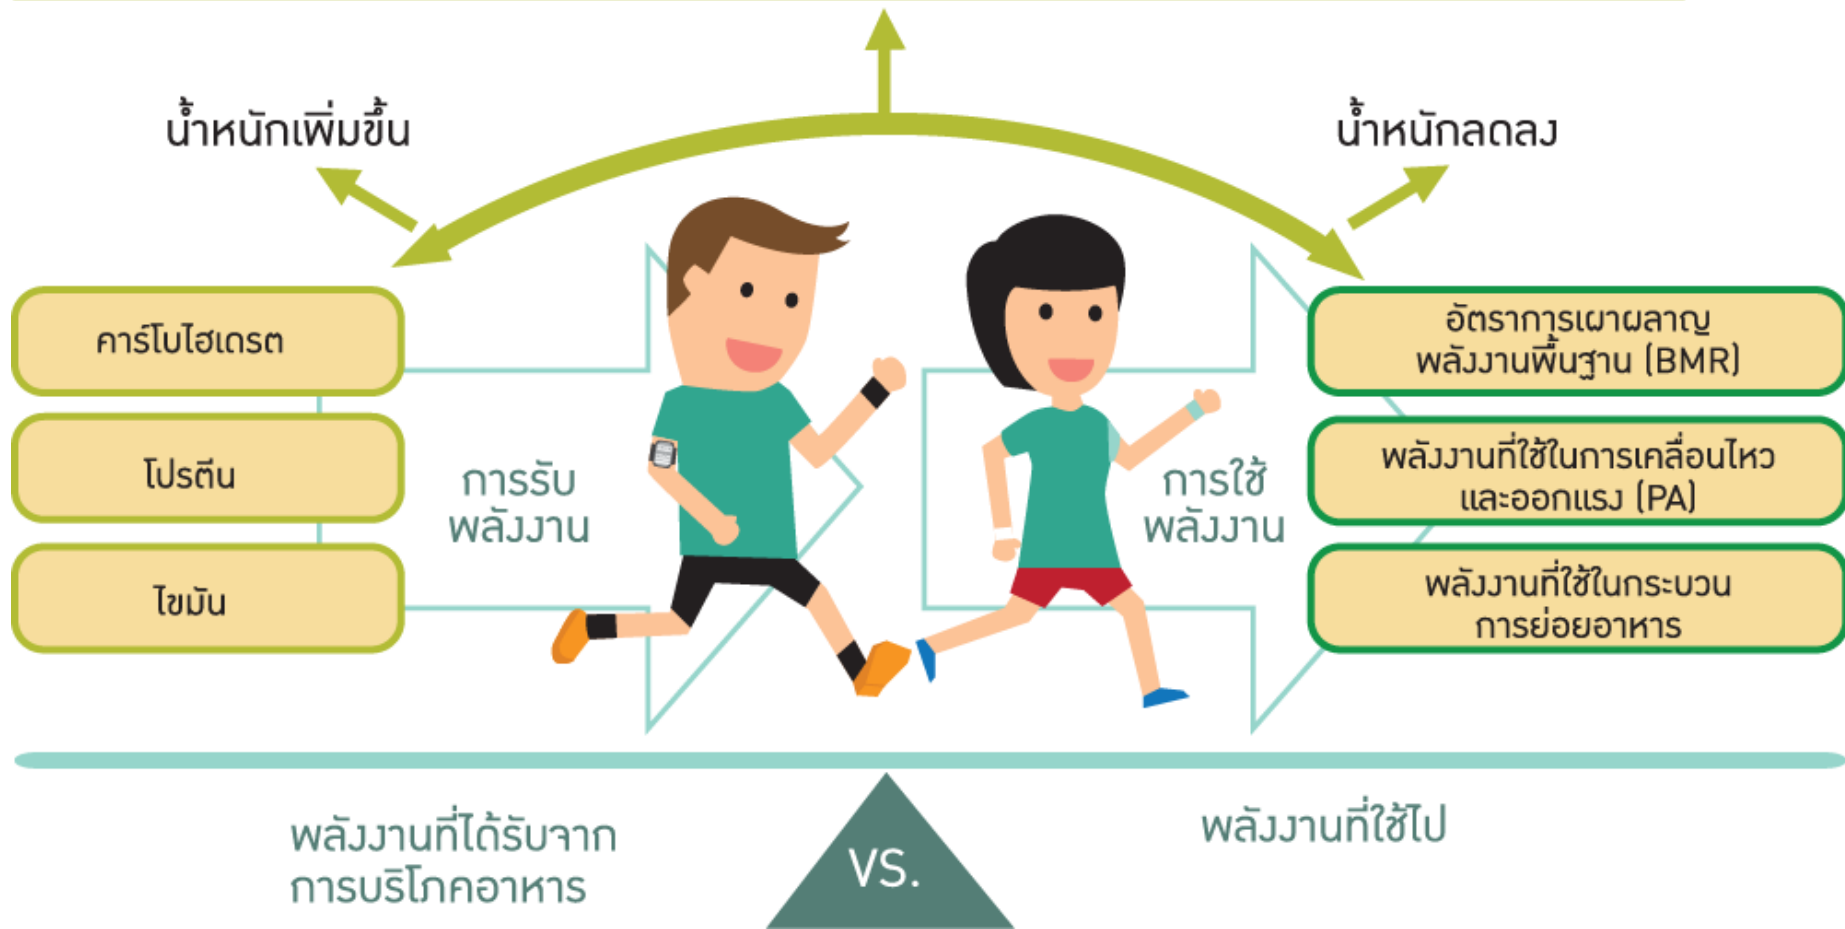 น้ำหนักเพิ่มขึ้น
น้ำหนักลดลง
คาร์โบไฮเดรต
โปรตีน
ไขมัน
การรับ
พลังงาน
การใช้
พลังงาน
อัตราการเผาผลาญ
พลังงานพื้นฐาน (BMR)
พลังงานที่ใช้ในการเคลื่อนไหว
และออกแรง (PA)
พลังงานที่ใช้ในกระบวน
การย่อยอาหาร
พลังงานที่ได้รับจาก
การบริโภคอาหาร
VS.
พลังงานที่ใช้ไป